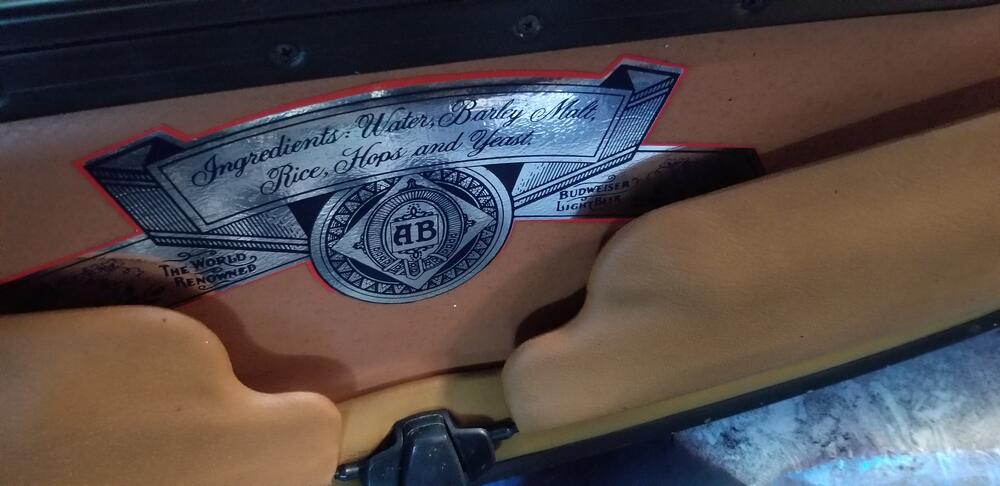 Ingredients: Water, Barley Malt,
Rice, Hops and Yeast.
BUDWEISER
LIGHT BEER
AB
THE WORLD
RENOWNED